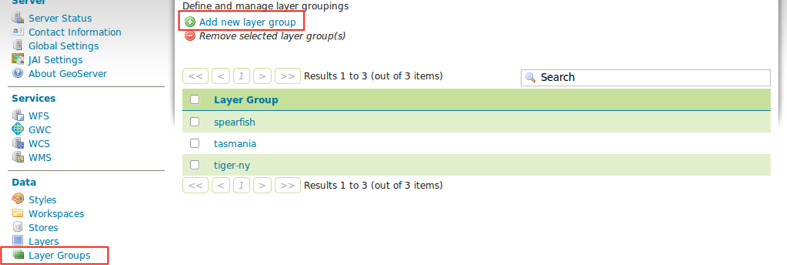 Server
Server Status
Contact Information
Global Settings
JAI Settings
About GeoServer
Services
WFS
GWC
WCS
WMS
Data
Styles
Workspaces
Stores
Layers
Layer Groups
Define and manage layer groupings
Add new layer group
Remove selected layer group(s)
<< < 1 > >> Results 1 to 3 (out of 3 items)
Search
Layer Group
spearfish
tasmania
tiger-ny
<< < 1 > >> Results 1 to 3 (out of 3 items)